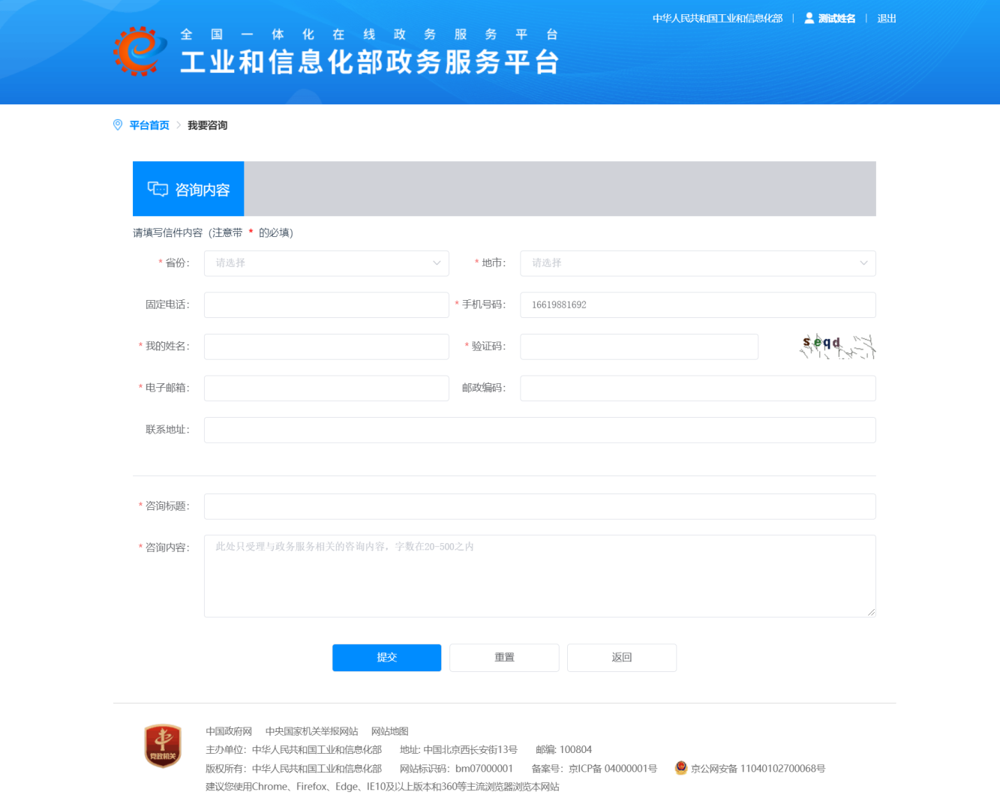 中华人民共和国工业和信息化部 | 测试姓名 | 退出
全国一体化在线政务服务平台
工业和信息化部政务服务平台
平台首页 > 我要咨询
咨询内容
请填写信件内容（注意带 * 的必填）
* 省份： 请选择 * 地市： 请选择
固定电话： * 手机号码： 16619881692
* 我的姓名： * 验证码： seqd
* 电子邮箱： 邮政编码：
联系地址：
* 咨询标题：
* 咨询内容： 此处只受理与政务服务相关的咨询内容，字数在20-500之内
提交 重置 返回
党政机关
中国政府网 中央国家机关举报网站 网站地图
主办单位：中华人民共和国工业和信息化部 地址: 中国北京西长安街13号 邮编: 100804
版权所有：中华人民共和国工业和信息化部 网站标识码：bm07000001 备案号：京ICP备 04000001号 京公网安备 11040102700068号
建议您使用Chrome、Firefox、Edge、IE10及以上版本和360等主流浏览器浏览本网站